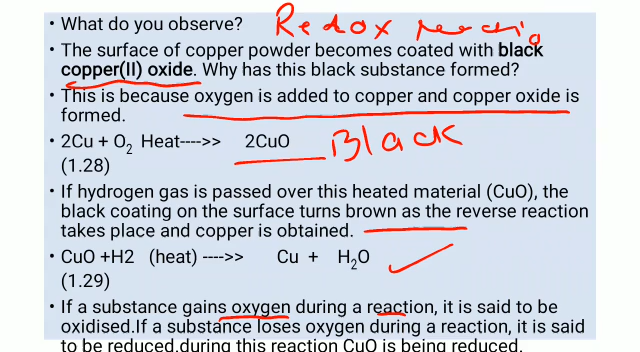 • What do you observe? Redox reactio
• The surface of copper powder becomes coated with black
copper(II) oxide. Why has this black substance formed?
• This is because oxygen is added to copper and copper oxide is
formed.
• 2Cu + O₂ Heat---->> 2CuO Black
(1.28)
• If hydrogen gas is passed over this heated material (CuO), the
black coating on the surface turns brown as the reverse reaction
takes place and copper is obtained.
• CuO +H2 (heat) ---->> Cu + H₂O
(1.29)
• If a substance gains oxygen during a reaction, it is said to be
oxidised.If a substance loses oxygen during a reaction, it is said
to be reduced.during this reaction CuO is being reduced.